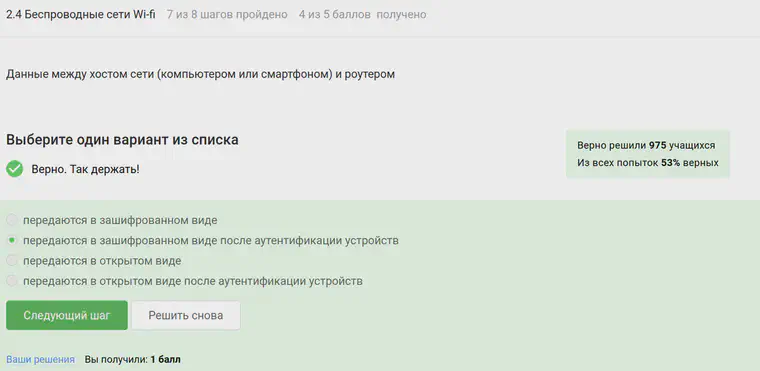 2.4 Беспроводные сети Wi-fi 7 из 8 шагов пройдено 4 из 5 баллов получено
Данные между хостом сети (компьютером или смартфоном) и роутером
Выберите один вариант из списка
Верно. Так держать!
Верно решили 975 учащихся
Из всех попыток 53% верных
передаются в зашифрованном виде
передаются в зашифрованном виде после аутентификации устройств
передаются в открытом виде
передаются в открытом виде после аутентификации устройств
Следующий шаг Решить снова
Ваши решения Вы получили: 1 балл